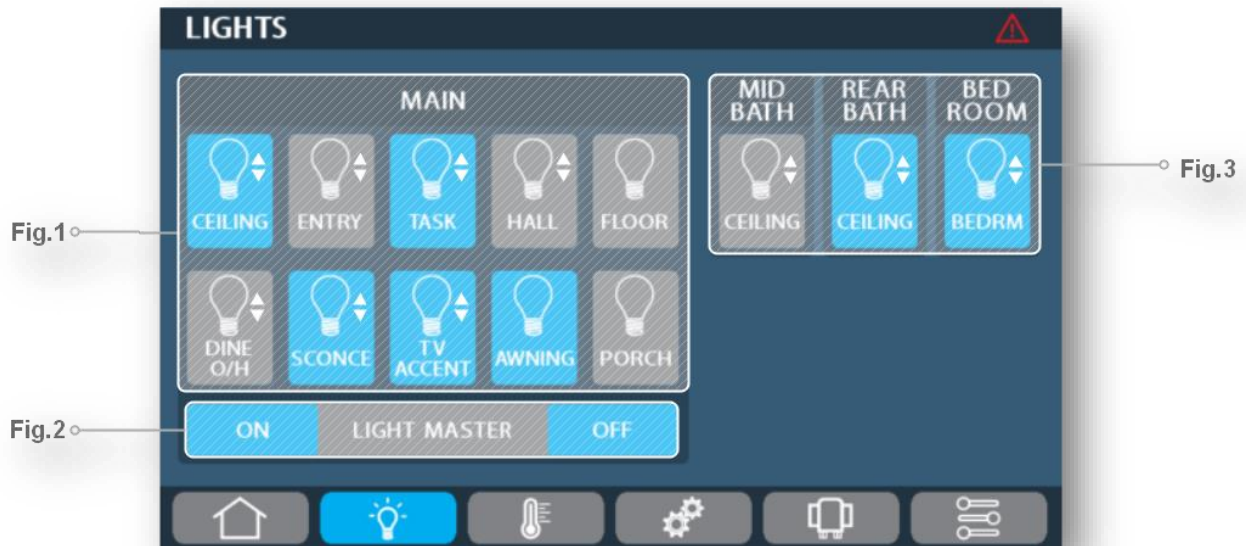 LIGHTS
MAIN
CEILING
ENTRY
TASK
HALL
FLOOR
DINE
O/H
SCONCE
TV
ACCENT
AWNING
PORCH
ON
LIGHT MASTER
OFF
MID
BATH
REAR
BATH
BED
ROOM
CEILING
CEILING
BEDRM
Fig.1
Fig.2
Fig.3